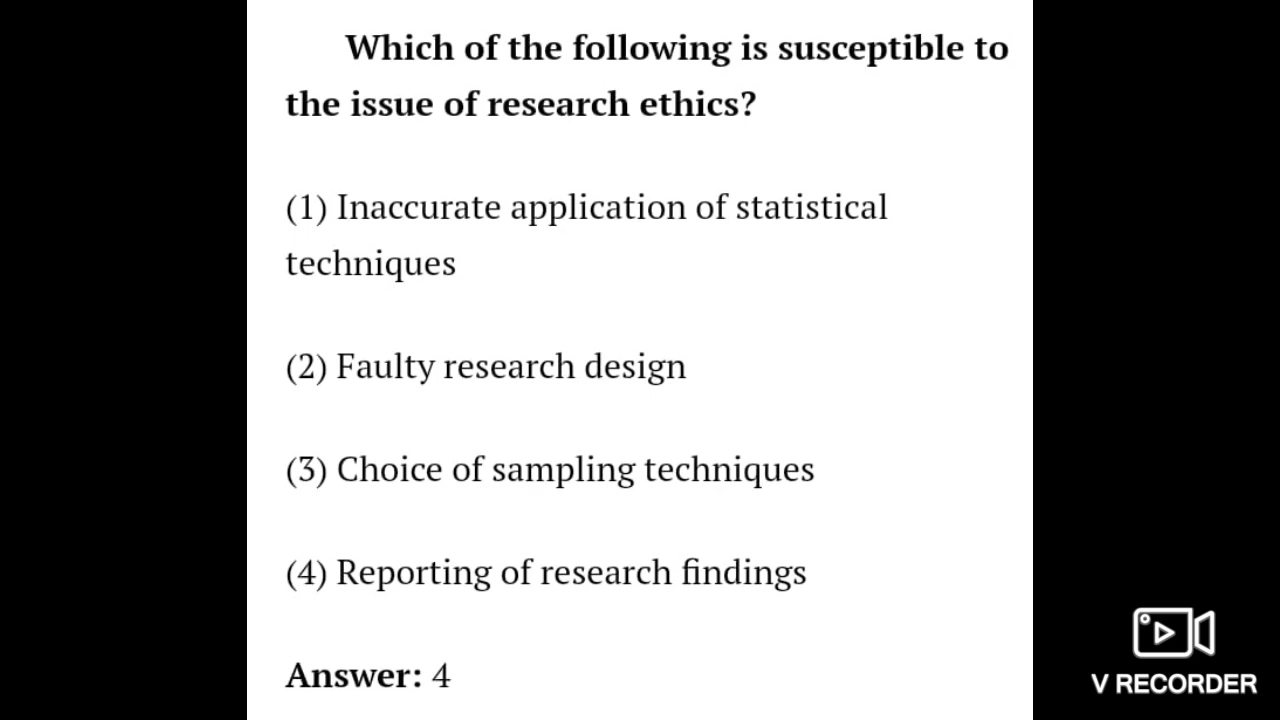 Which of the following is susceptible to
the issue of research ethics?
(1) Inaccurate application of statistical
techniques
(2) Faulty research design
(3) Choice of sampling techniques
(4) Reporting of research findings
Answer: 4
V RECORDER